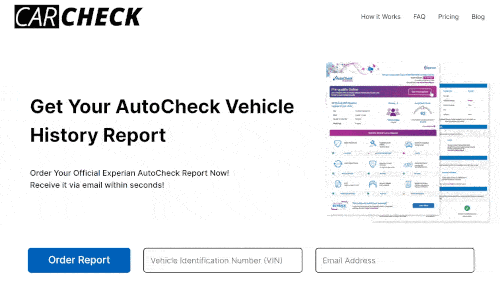 CARCHECK
How it Works FAQ Pricing Blog
Get Your AutoCheck Vehicle
History Report
Order Your Official Experian AutoCheck Report Now!
Receive it via email within seconds!
Order Report Vehicle Identification Number (VIN) Email Address